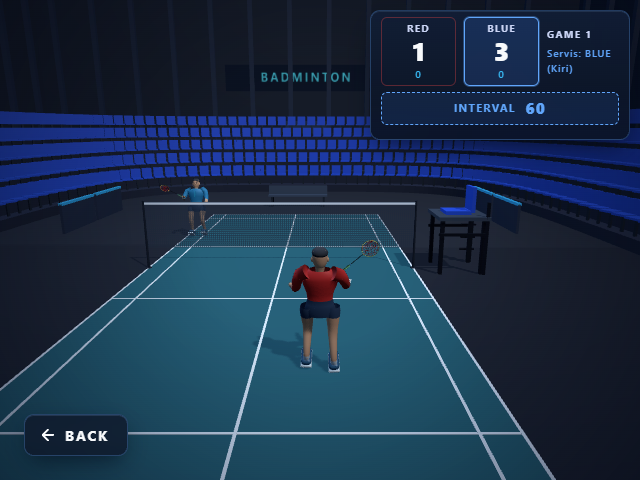 RED
1
0
BLUE
3
0
GAME 1
Servis: BLUE
(Kiri)
INTERVAL 60
BADMINTON
← BACK